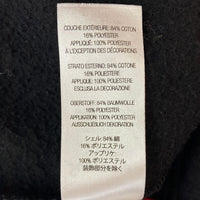 COUCHE EXTÉRIEURE: 84% COTON
16% POLYESTER
APPLIQUÉ: 100% POLYESTER
À L'EXCEPTION DES DÉCORATIONS
STRATO ESTERNO: 84% COTONE
16% POLIESTERE
APPLICAZIONE: 100% POLIESTERE
ESCLUSA LA DECORAZIONE
OBERSTOFF: 84% BAUMWOLLE
16% POLYESTER
APPLIKATION: 100% POLYESTER
AUSSCHLIESSLICH DEKORATION
シェル: 84% 綿
16% ポリエステル
アップリケ:
100% ポリエステル
装飾部分を除く